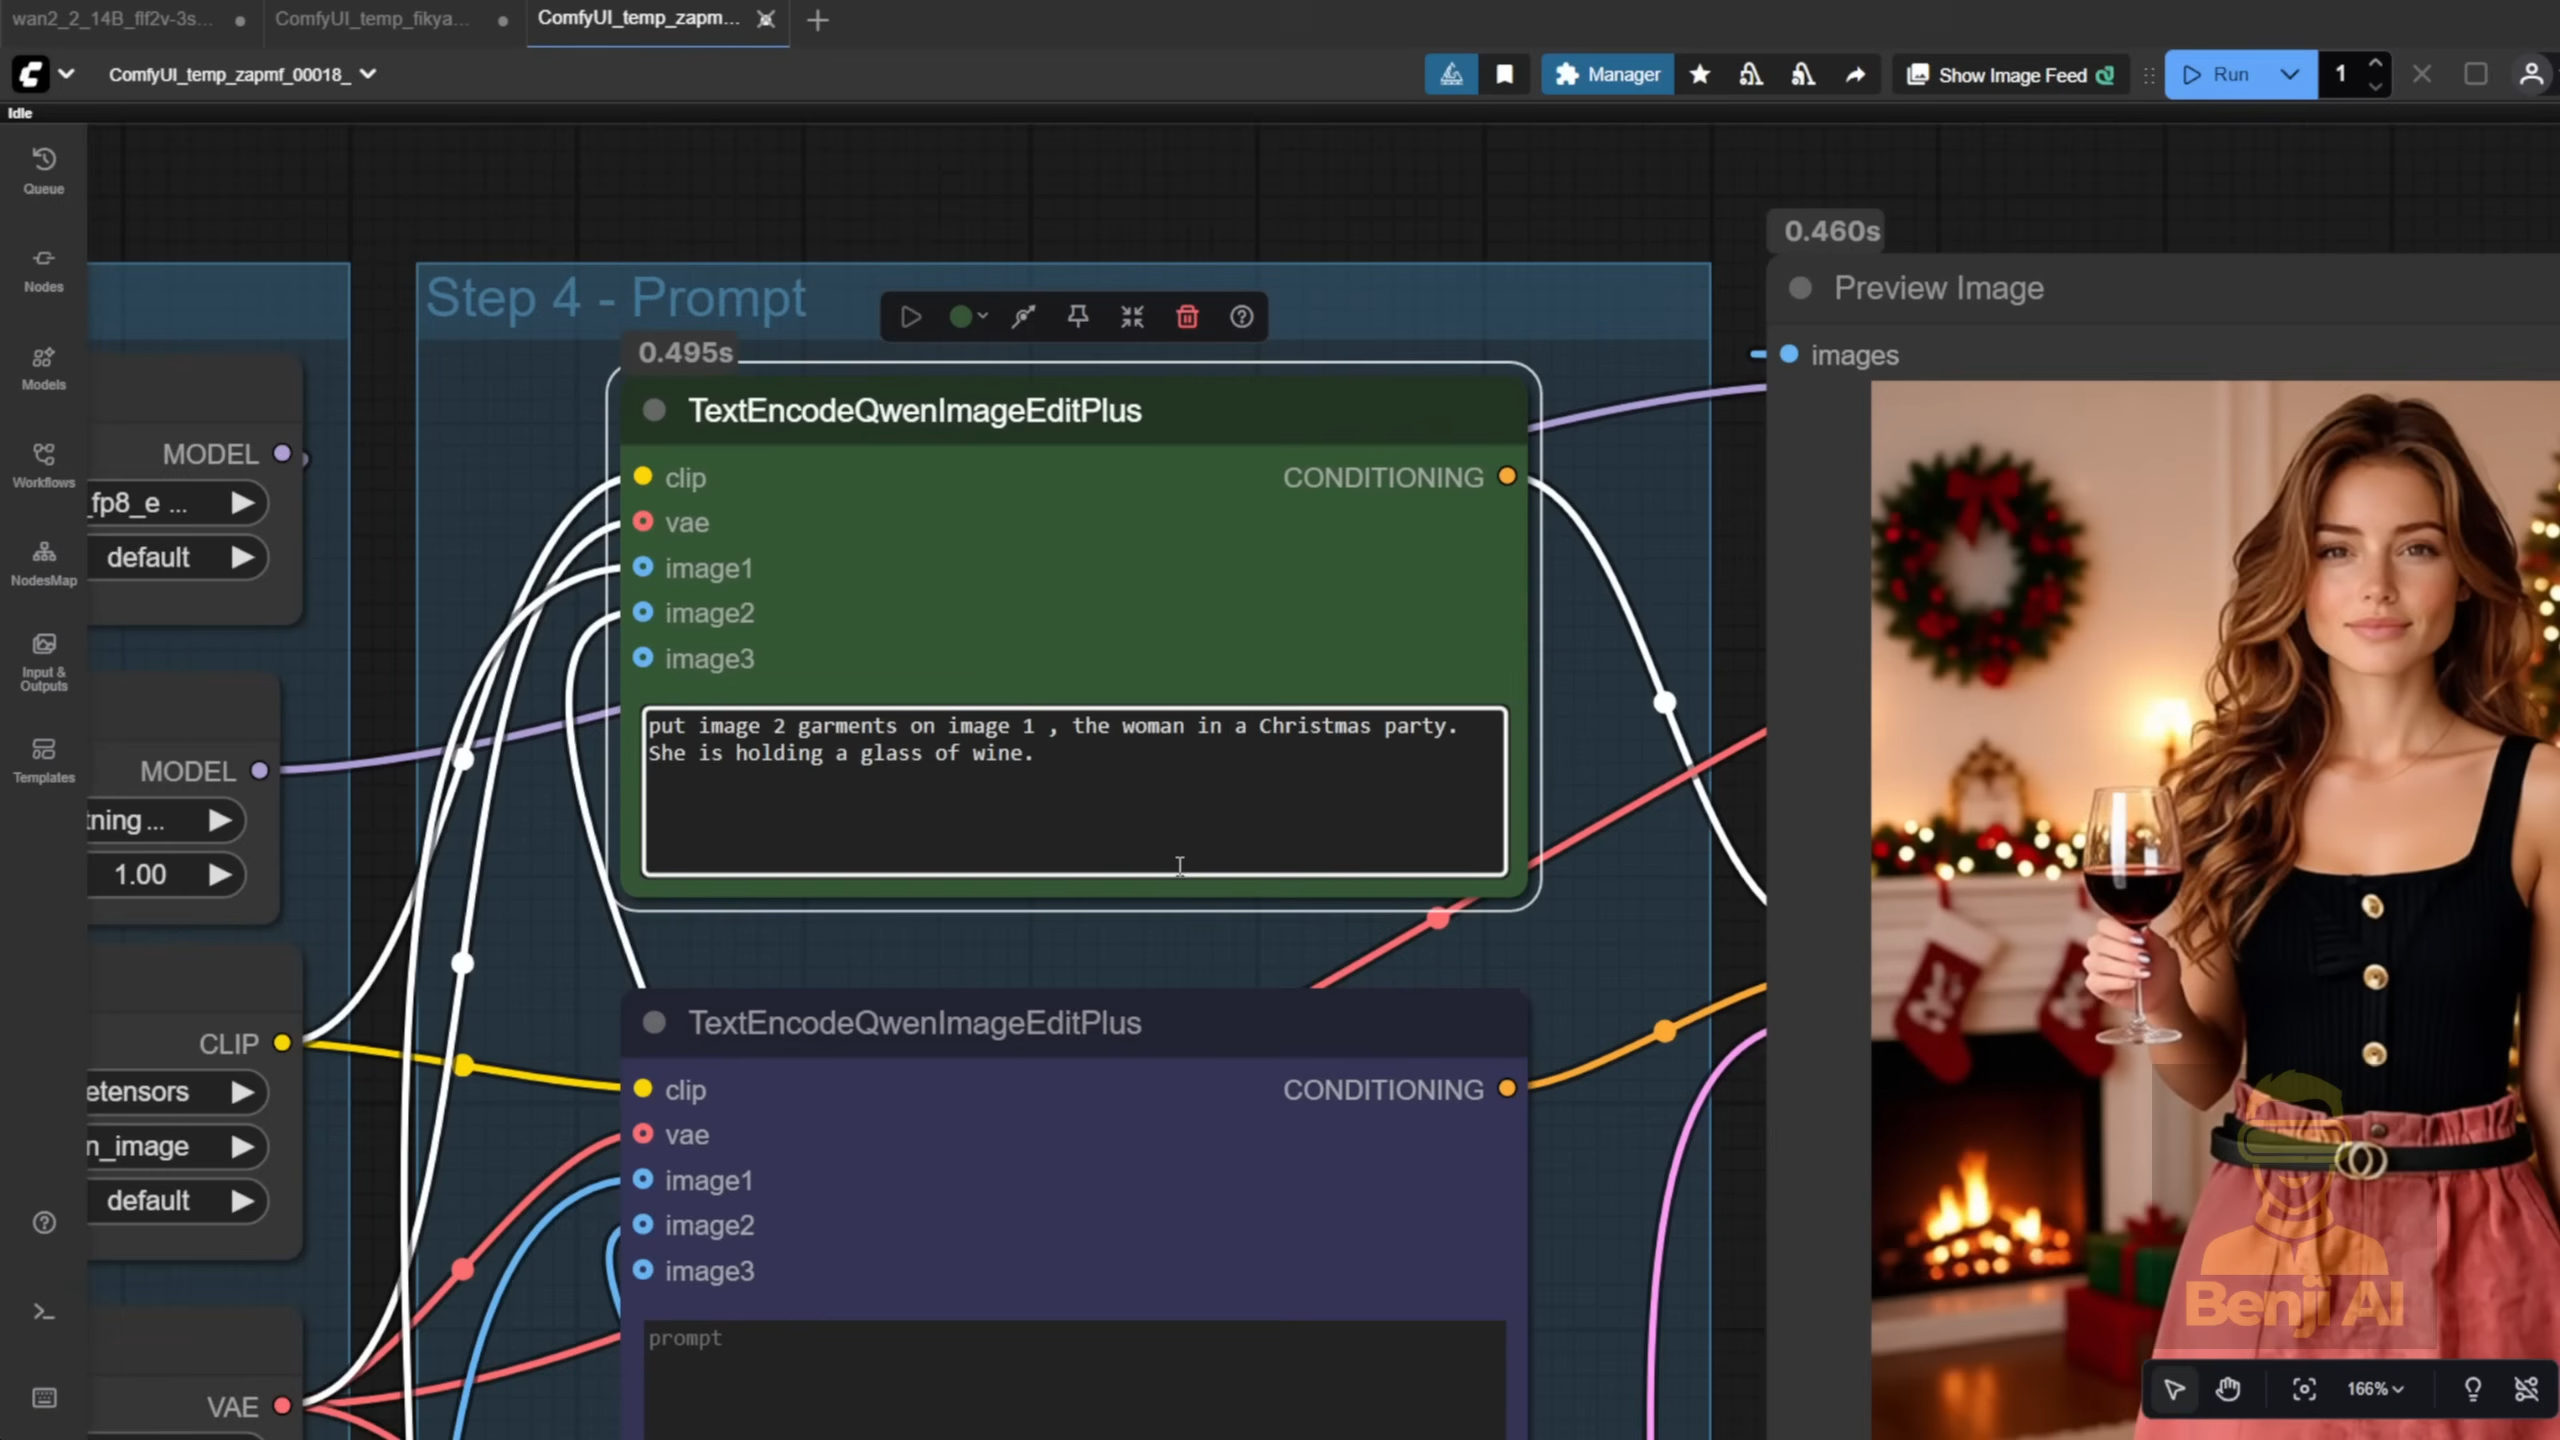 wan2_2_14B_flf2v-3s...
ComfyUI_temp_fikya...
ComfyUI_temp_zapm...
ComfyUI_temp_zapmf_00018_
Manager
Show Image Feed
Run
1
Idle
Queue
Nodes
Models
Workflows
NodesMap
Input &
Outputs
Templates
MODEL
_fp8_e ...
default
MODEL
tning ...
1.00
CLIP
etensors
n_image
default
VAE
Step 4 - Prompt
0.495s
TextEncodeQwenImageEditPlus
clip
CONDITIONING
vae
image1
image2
image3
put image 2 garments on image 1 , the woman in a Christmas party.
She is holding a glass of wine.
TextEncodeQwenImageEditPlus
clip
CONDITIONING
vae
image1
image2
image3
prompt
0.460s
Preview Image
images
Benji AI
166%